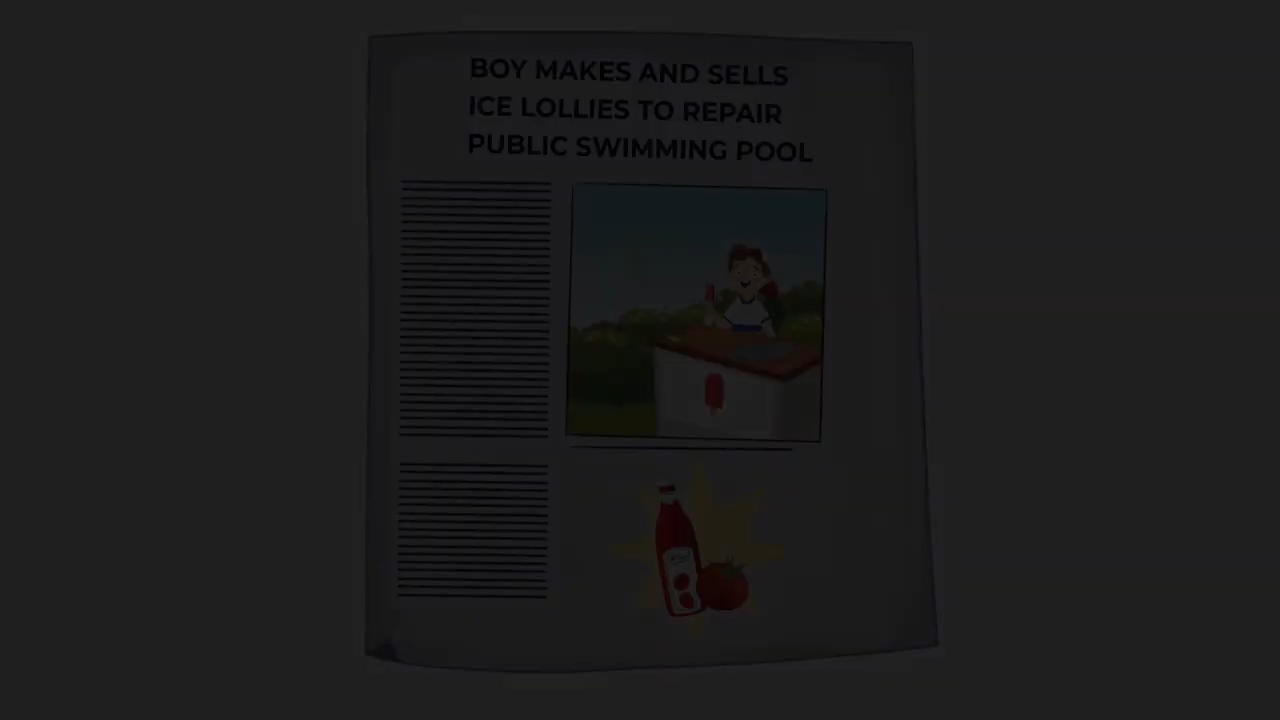 BOY MAKES AND SELLS
ICE LOLLIES TO REPAIR
PUBLIC SWIMMING POOL